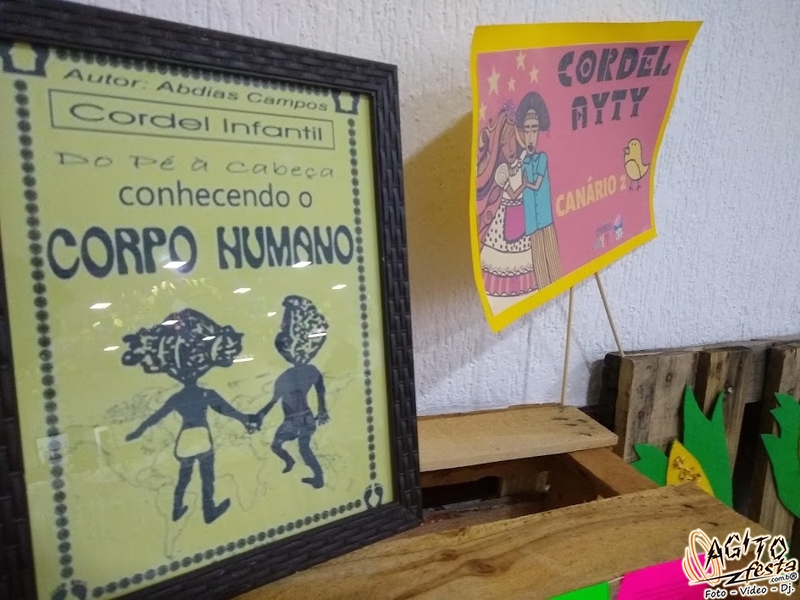 Autor: Abdias Campos
Cordel Infantil
Do Pé à Cabeça
conhecendo o
CORPO HUMANO
CORDEL
AYTY
CANÁRIO 2
AGITO
festa
.com.b®
Foto - Vídeo - Dj.